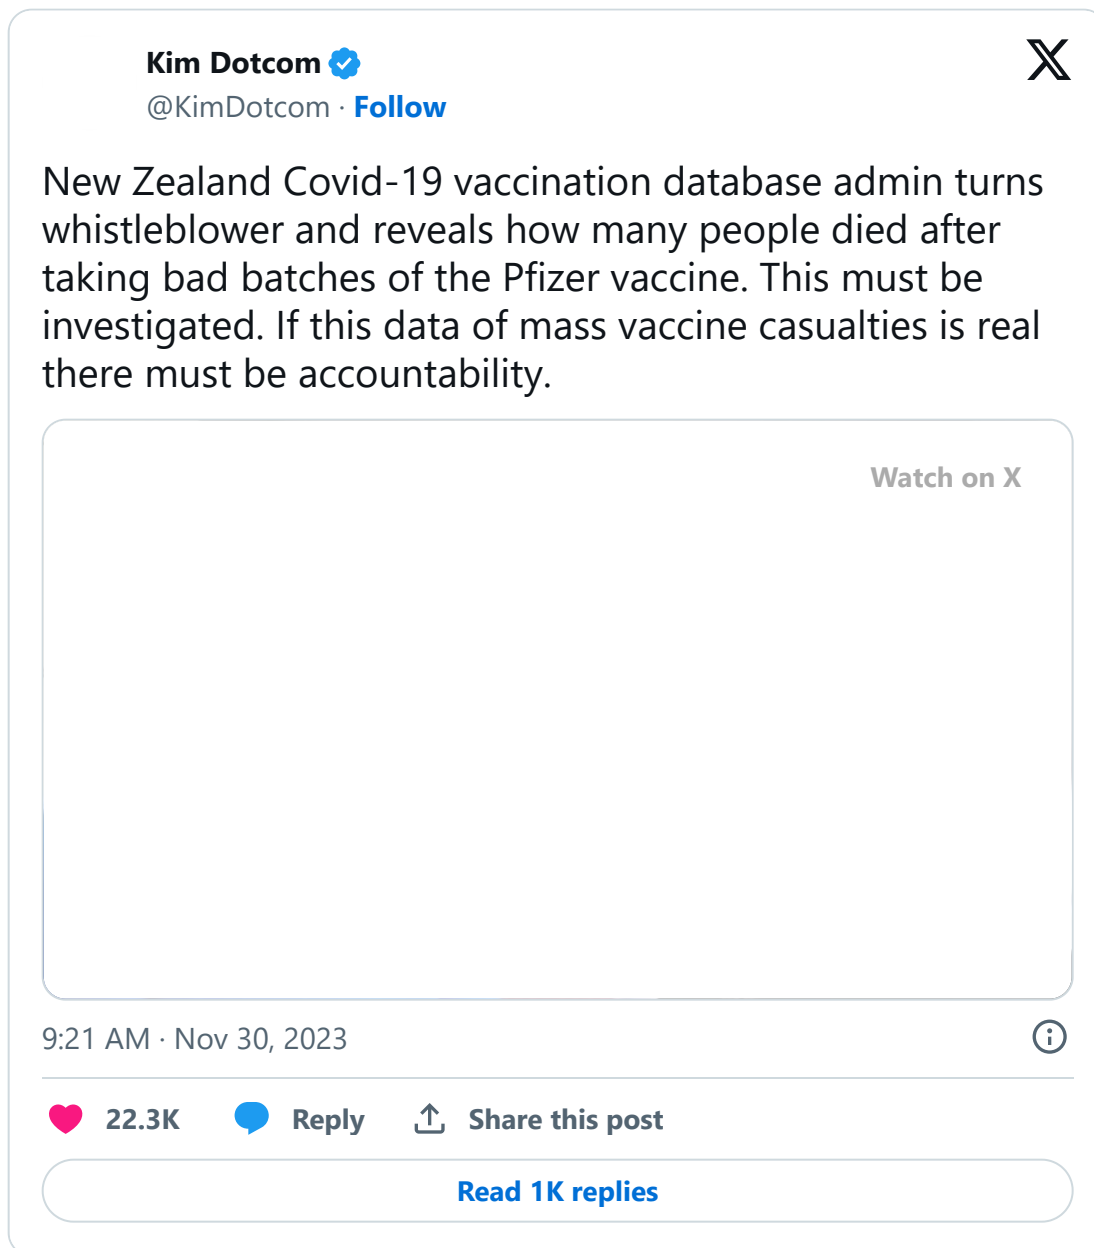 Kim Dotcom
@KimDotcom · Follow
New Zealand Covid-19 vaccination database admin turns
whistleblower and reveals how many people died after
taking bad batches of the Pfizer vaccine. This must be
investigated. If this data of mass vaccine casualties is real
there must be accountability.
Watch on X
9:21 AM · Nov 30, 2023
22.3K Reply Share this post
Read 1K replies